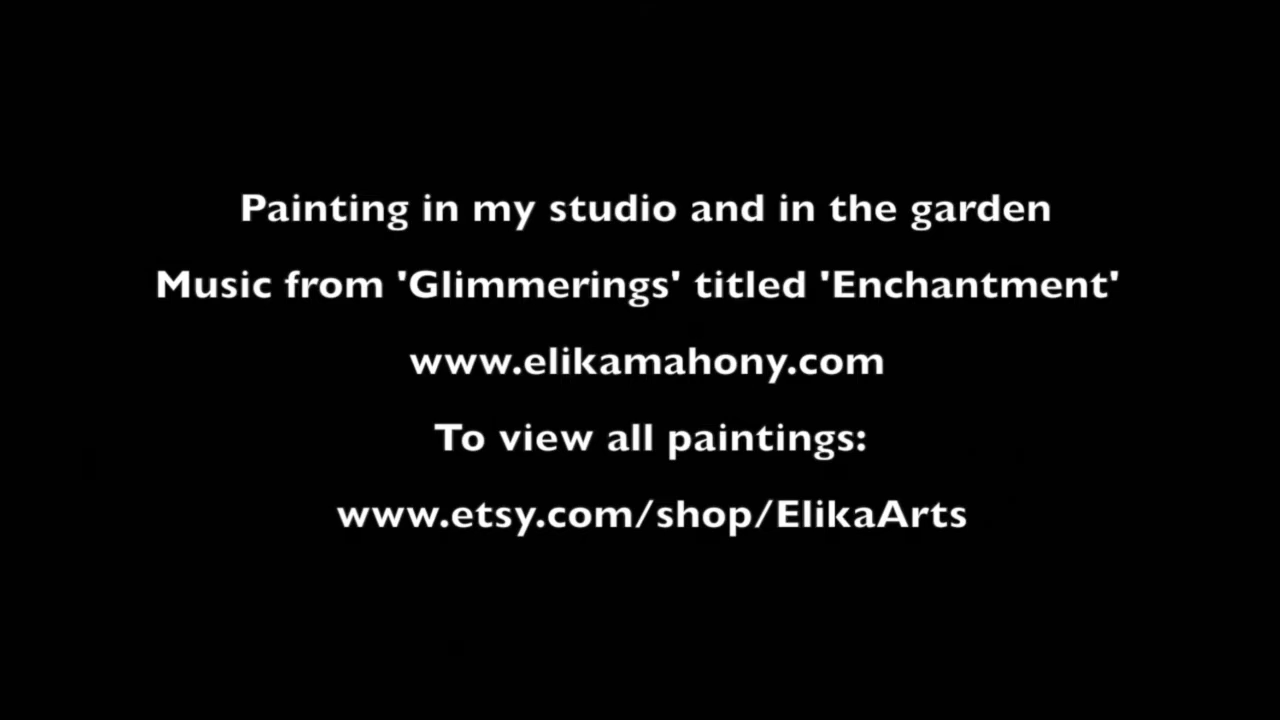 Painting in my studio and in the garden
Music from 'Glimmerings' titled 'Enchantment'
www.elikamahony.com
To view all paintings:
www.etsy.com/shop/ElikaArts